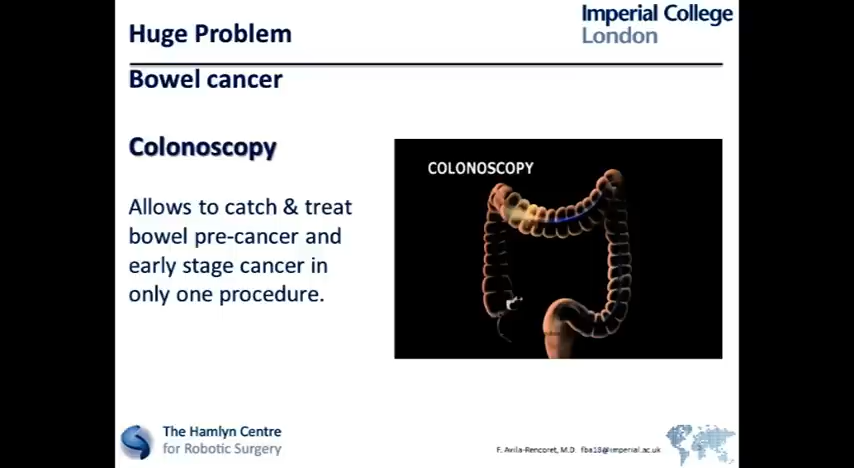 Huge Problem
Imperial College
London
Bowel cancer
Colonoscopy
Allows to catch & treat
bowel pre-cancer and
early stage cancer in
only one procedure.
COLONOSCOPY
The Hamlyn Centre
for Robotic Surgery
F. Avila-Rencoret, M.D. fba18@imperial.ac.uk